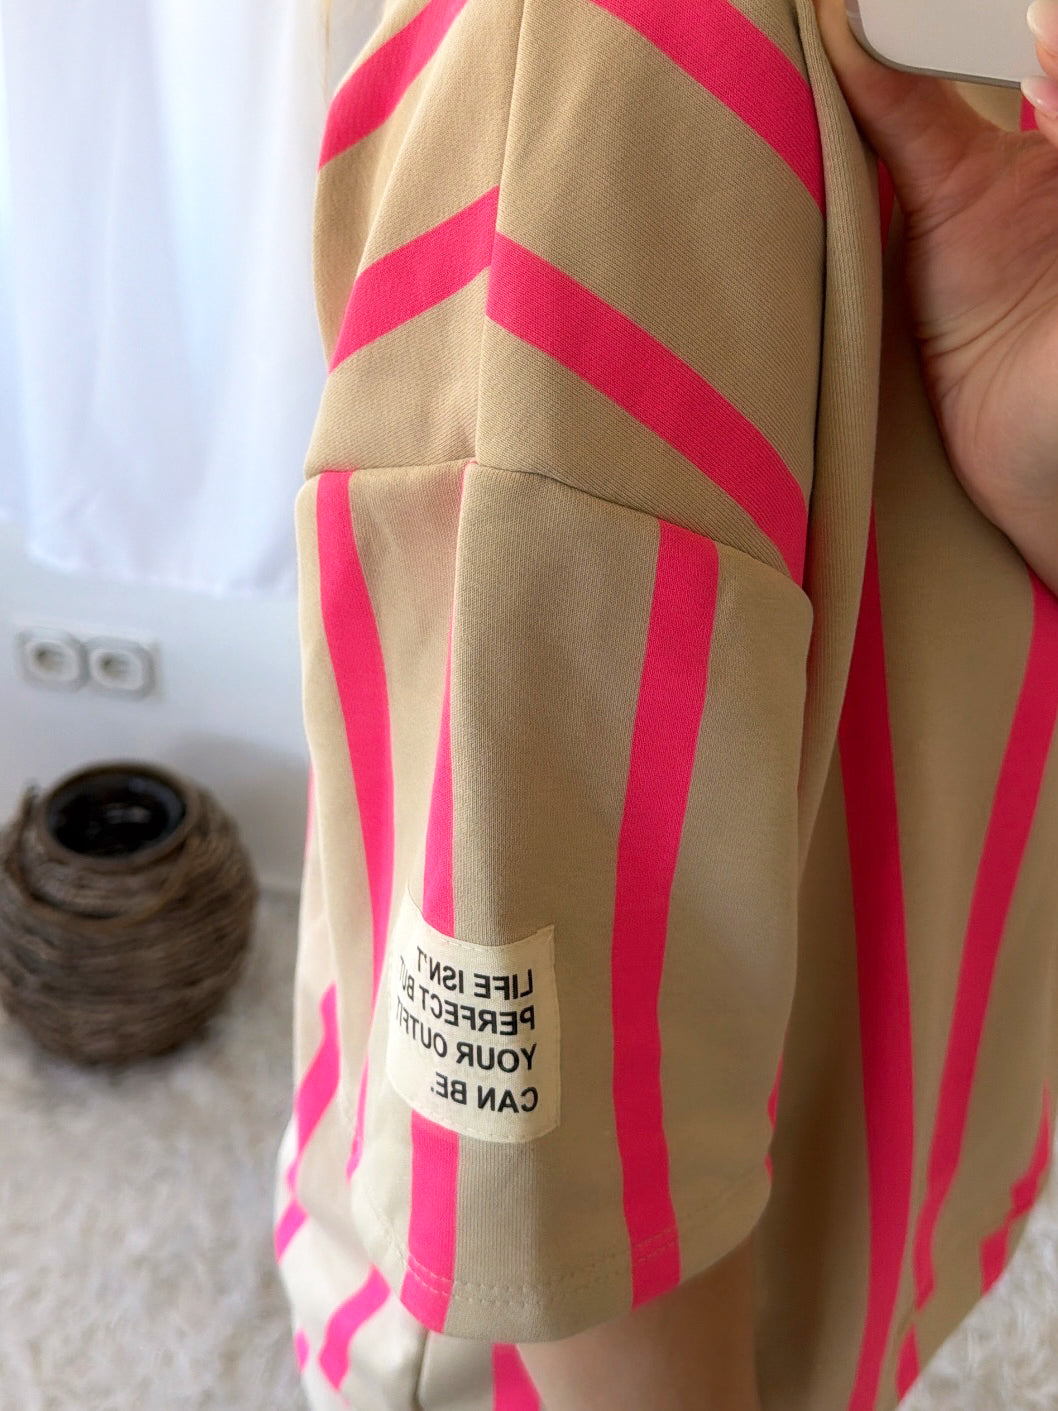 LIFE ISN'T
PERFECT BUT
YOUR OUTFIT
CAN BE.